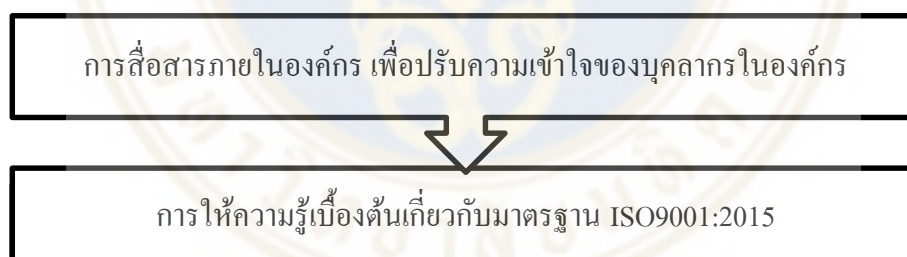 การสื่อสารภายในองค์กร เพื่อปรับความเข้าใจของบุคลากรในองค์กร
การให้ความรู้เบื้องต้นเกี่ยวกับมาตรฐาน ISO9001:2015